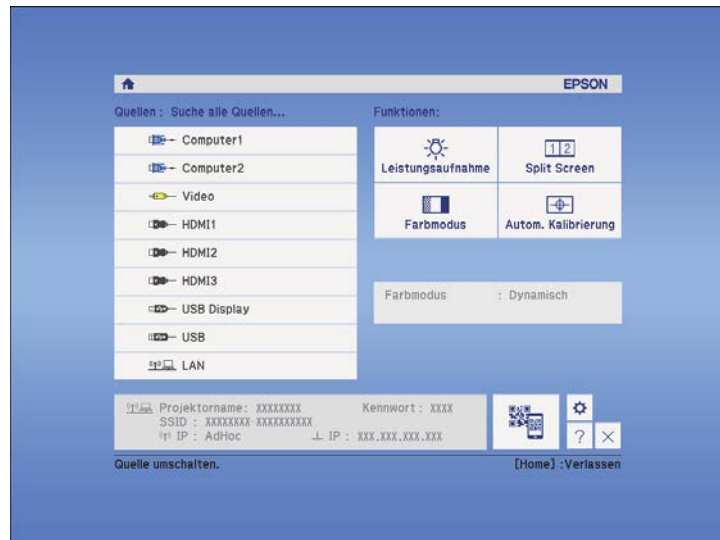 EPSON
Quellen : Suche alle Quellen...
Computer1
Computer2
Video
HDMI1
HDMI2
HDMI3
USB Display
USB
LAN
Funktionen:
Leistungsaufnahme
1 2
Split Screen
Farbmodus
Autom. Kalibrierung
Farbmodus : Dynamisch
Projektorname: XXXXXXXX Kennwort : XXXX
SSID : XXXXXXXX-XXXXXXXXXX
IP : AdHoc IP : XXX.XXX.XXX.XXX
?
Quelle umschalten. [Home] :Verlassen